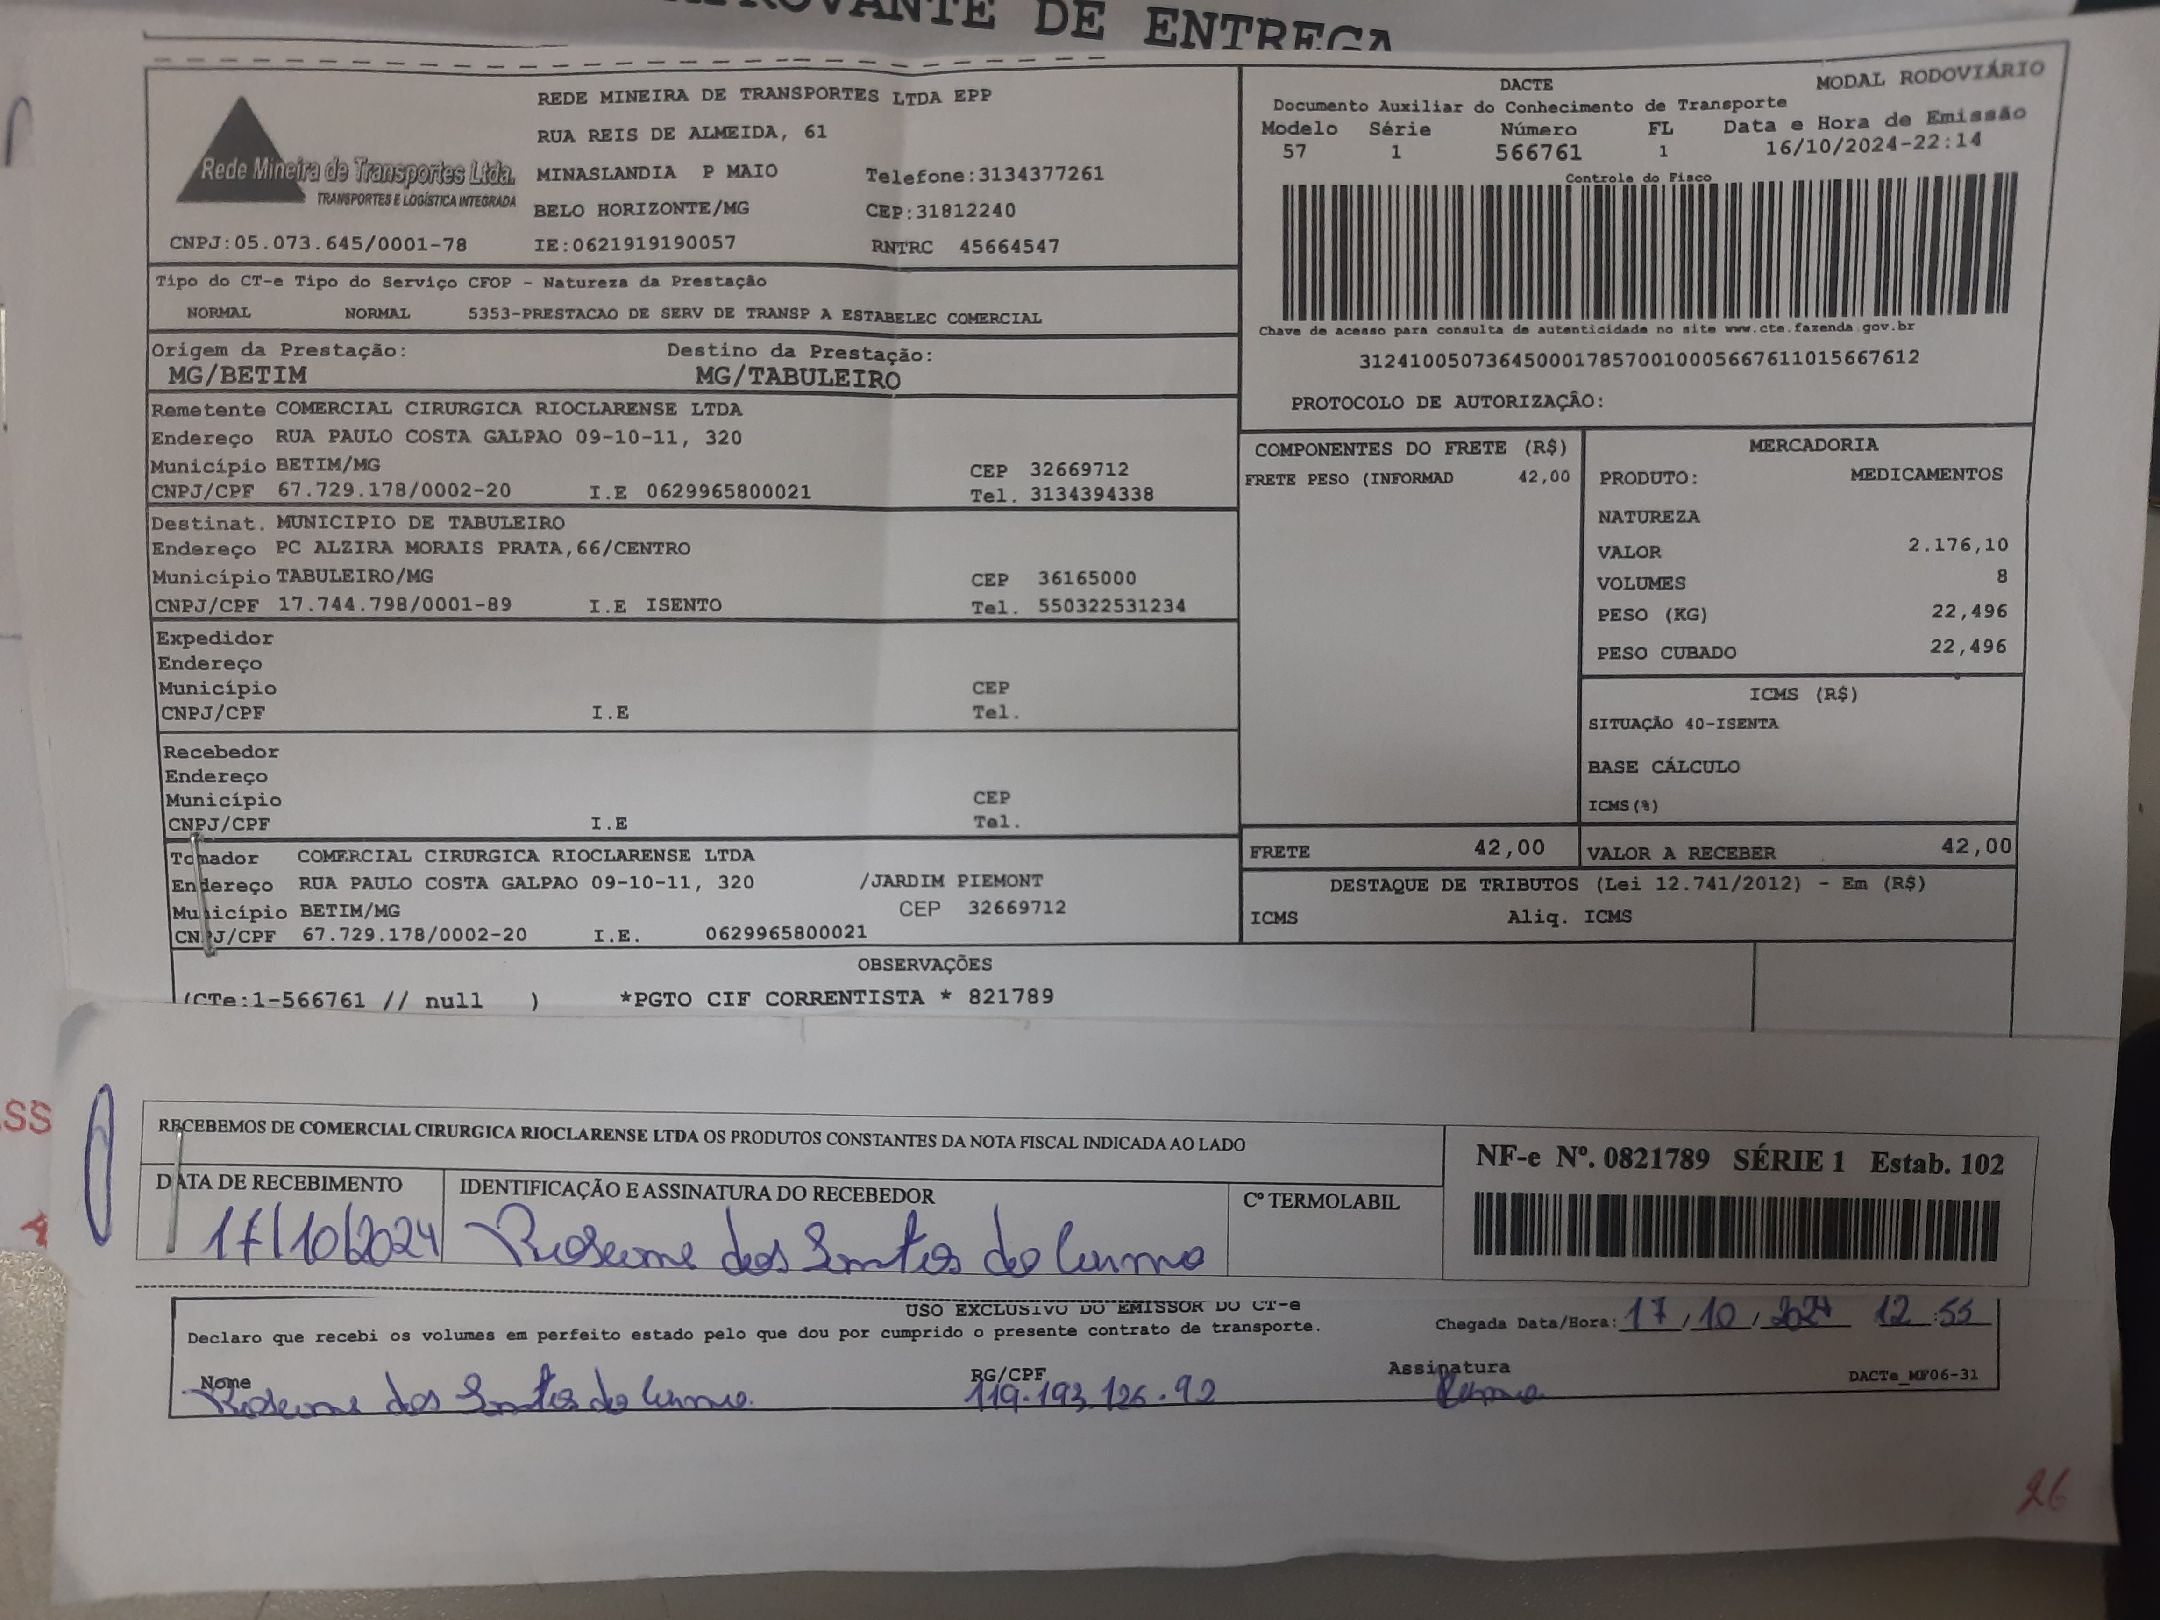 DE ENTREGA
REDE MINEIRA DE TRANSPORTES LTDA EPP
RUA REIS DE ALMEIDA, 61
Rede Mineira de Transportes Ltda.
TRANSPORTES E LOGÍSTICA INTEGRADA
MINASLANDIA P MAIO Telefone:3134377261
BELO HORIZONTE/MG CEP:31812240
CNPJ:05.073.645/0001-78 IE:0621919190057 RNTRC 45664547
DACTE MODAL RODOVIÁRIO
Documento Auxiliar do Conhecimento de Transporte
Modelo Série Número FL Data e Hora de Emissão
57 1 566761 1 16/10/2024-22:14
Controle do Fisco
Chave de acesso para consulta de autenticidade no site www.cte.fazenda.gov.br
31241005073645000178570010005667611015667612
PROTOCOLO DE AUTORIZAÇÃO:
Tipo do CT-e Tipo do Serviço CFOP - Natureza da Prestação
NORMAL NORMAL 5353-PRESTACAO DE SERV DE TRANSP A ESTABELEC COMERCIAL
Origem da Prestação: Destino da Prestação:
MG/BETIM MG/TABULEIRO
Remetente COMERCIAL CIRURGICA RIOCLARENSE LTDA
Endereço RUA PAULO COSTA GALPAO 09-10-11, 320
Município BETIM/MG CEP 32669712
CNPJ/CPF 67.729.178/0002-20 I.E 0629965800021 Tel. 3134394338
Destinat. MUNICIPIO DE TABULEIRO
Endereço PC ALZIRA MORAIS PRATA,66/CENTRO
Município TABULEIRO/MG CEP 36165000
CNPJ/CPF 17.744.798/0001-89 I.E ISENTO Tel. 550322531234
Expedidor
Endereço
Município CEP
CNPJ/CPF I.E Tel.
Recebedor
Endereço
Município CEP
CNPJ/CPF I.E Tel.
Tomador COMERCIAL CIRURGICA RIOCLARENSE LTDA
Endereço RUA PAULO COSTA GALPAO 09-10-11, 320 /JARDIM PIEMONT
Município BETIM/MG CEP 32669712
CNPJ/CPF 67.729.178/0002-20 I.E. 0629965800021
COMPONENTES DO FRETE (R$)
FRETE PESO (INFORMAD 42,00
MERCADORIA
PRODUTO: MEDICAMENTOS
NATUREZA
VALOR 2.176,10
VOLUMES 8
PESO (KG) 22,496
PESO CUBADO 22,496
ICMS (R$)
SITUAÇÃO 40-ISENTA
BASE CÁLCULO
ICMS(%)
FRETE 42,00 VALOR A RECEBER 42,00
DESTAQUE DE TRIBUTOS (Lei 12.741/2012) - Em (R$)
ICMS Aliq. ICMS
OBSERVAÇÕES
(CTe:1-566761 // null ) *PGTO CIF CORRENTISTA * 821789
RECEBEMOS DE COMERCIAL CIRURGICA RIOCLARENSE LTDA OS PRODUTOS CONSTANTES DA NOTA FISCAL INDICADA AO LADO
NF-e Nº. 0821789 SÉRIE 1 Estab. 102
DATA DE RECEBIMENTO IDENTIFICAÇÃO E ASSINATURA DO RECEBEDOR Cº TERMOLABIL
17/10/2024 dos Santos do Carmo
USO EXCLUSIVO DO EMISSOR DO CT-e
Declaro que recebi os volumes em perfeito estado pelo que dou por cumprido o presente contrato de transporte. Chegada Data/Hora: 17/10/2024 12:55
Nome RG/CPF Assinatura DACTe_MF06-31
dos Santos do Carmo 119.193.126-92
26
SS